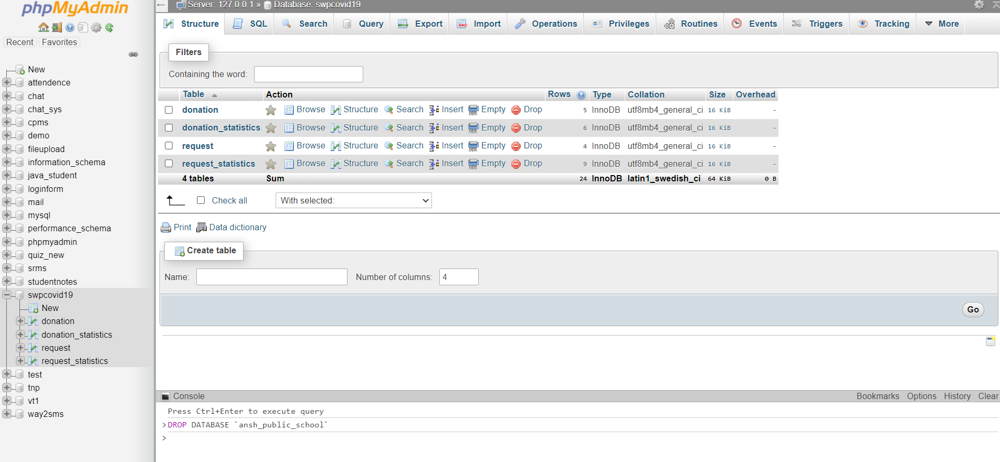 phpMyAdmin
Recent Favorites
New
attendence
chat
chat_sys
cpms
demo
fileupload
information_schema
java_student
loginform
mail
mysql
performance_schema
phpmyadmin
quiz_new
srms
studentnotes
swpcovid19
New
donation
donation_statistics
request
request_statistics
test
tnp
vt1
way2sms
Server: 127.0.0.1 » Database: swpcovid19
Structure SQL Search Query Export Import Operations Privileges Routines Events Triggers Tracking More
Filters
Containing the word:
Table Action Rows Type Collation Size Overhead
donation Browse Structure Search Insert Empty Drop 5 InnoDB utf8mb4_general_ci 16 KiB -
donation_statistics Browse Structure Search Insert Empty Drop 6 InnoDB utf8mb4_general_ci 16 KiB -
request Browse Structure Search Insert Empty Drop 4 InnoDB utf8mb4_general_ci 16 KiB -
request_statistics Browse Structure Search Insert Empty Drop 9 InnoDB utf8mb4_general_ci 16 KiB -
4 tables Sum 24 InnoDB latin1_swedish_ci 64 KiB 0 B
Check all With selected:
Print Data dictionary
Create table
Name: Number of columns: 4
Go
Console Bookmarks Options History Clear
Press Ctrl+Enter to execute query
>DROP DATABASE `ansh_public_school`
>